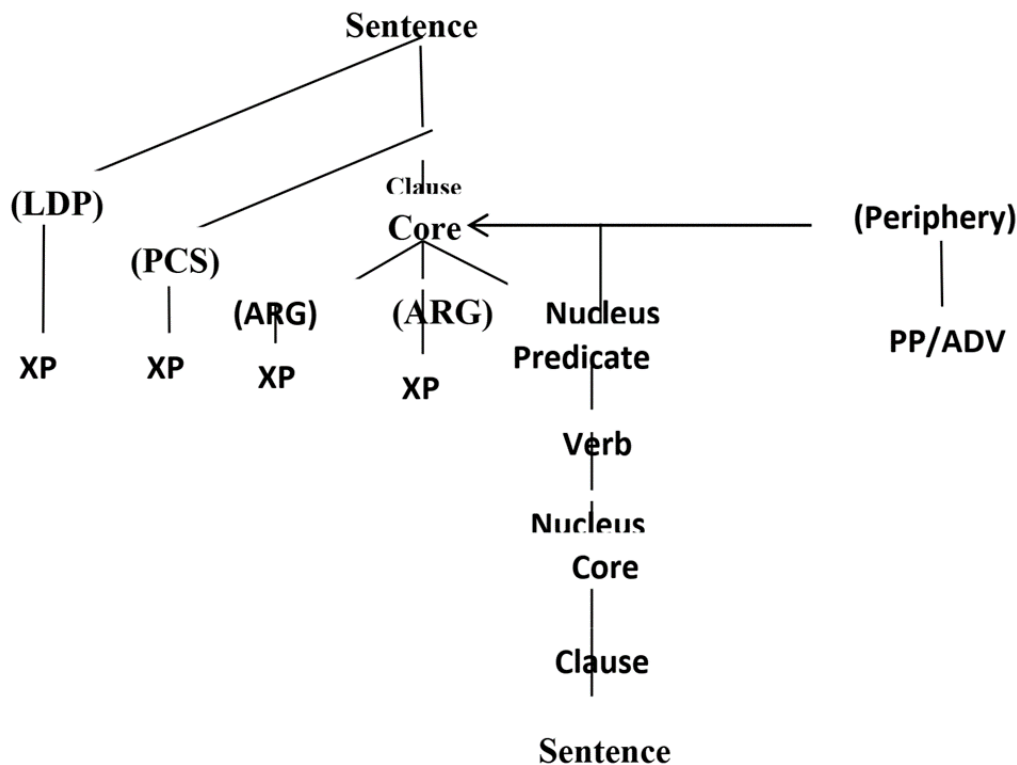 Sentence
Clause
(LDP) Core (Periphery)
(PCS)
(ARG) (ARG) Nucleus
PP/ADV
XP XP XP XP Predicate
Verb
Nucleus
Core
Clause
Sentence